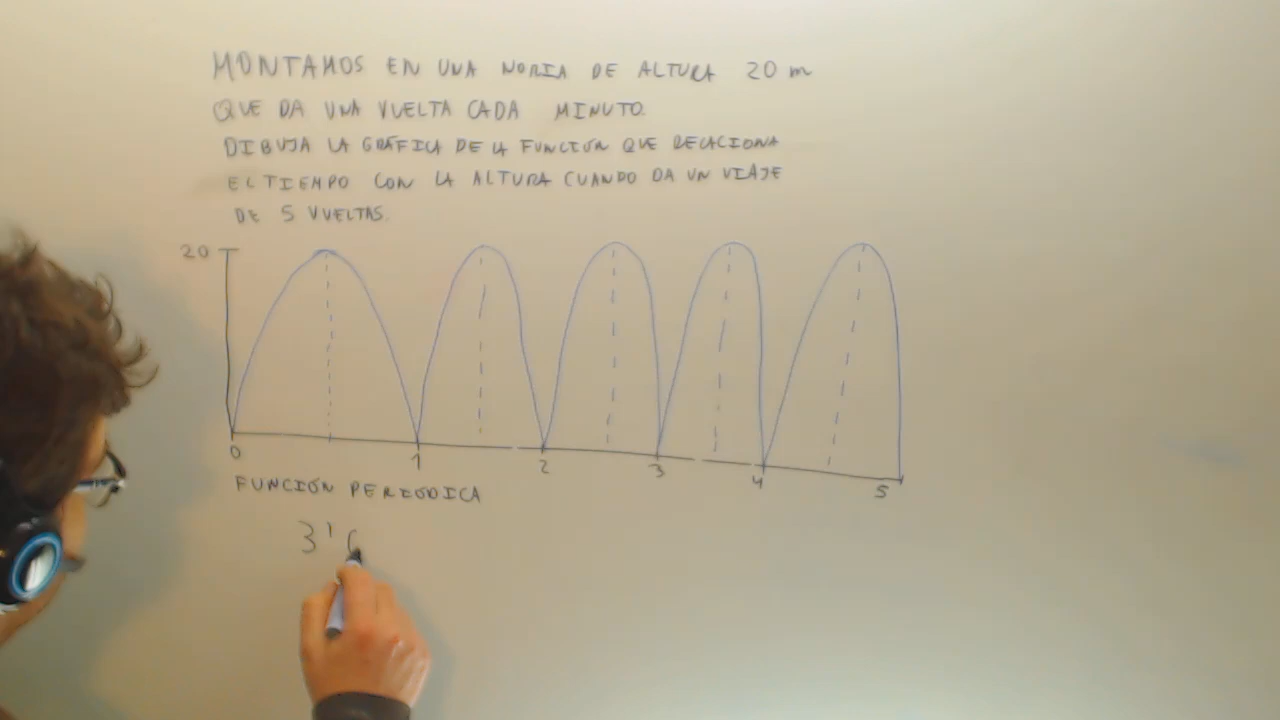 MONTAMOS EN UNA NORIA DE ALTURA 20 m
QUE DA UNA VUELTA CADA MINUTO.
DIBUJA LA GRÁFICA DE LA FUNCIÓN QUE RELACIONA
EL TIEMPO CON LA ALTURA CUANDO DA UN VIAJE
DE 5 VUELTAS.
20
0 1 2 3 4 5
FUNCIÓN PERIODICA
3'